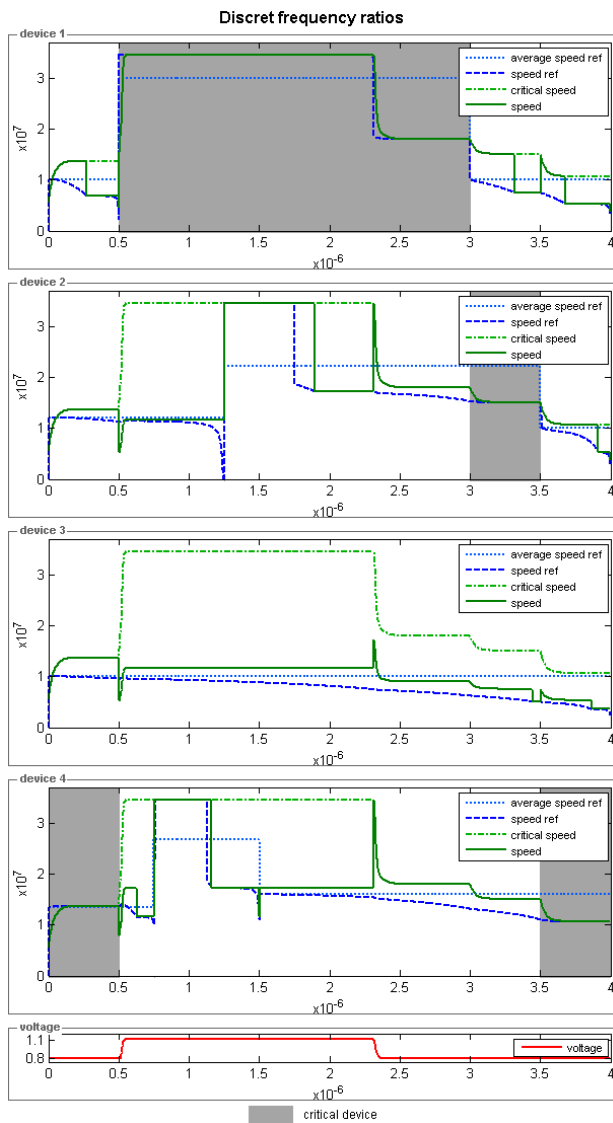 Discret frequency ratios
device 1
average speed ref
speed ref
critical speed
speed
x10^7
3
2
1
0
0 0.5 1 1.5 2 2.5 3 3.5 4
x10^-6
device 2
average speed ref
speed ref
critical speed
speed
x10^7
3
2
1
0
0 0.5 1 1.5 2 2.5 3 3.5 4
x10^-6
device 3
average speed ref
speed ref
critical speed
speed
x10^7
3
2
1
0
0 0.5 1 1.5 2 2.5 3 3.5 4
x10^-6
device 4
average speed ref
speed ref
critical speed
speed
x10^7
3
2
1
0
0 0.5 1 1.5 2 2.5 3 3.5 4
x10^-6
voltage
1.1
0.8
voltage
0 0.5 1 1.5 2 2.5 3 3.5 4
x10^-6
critical device